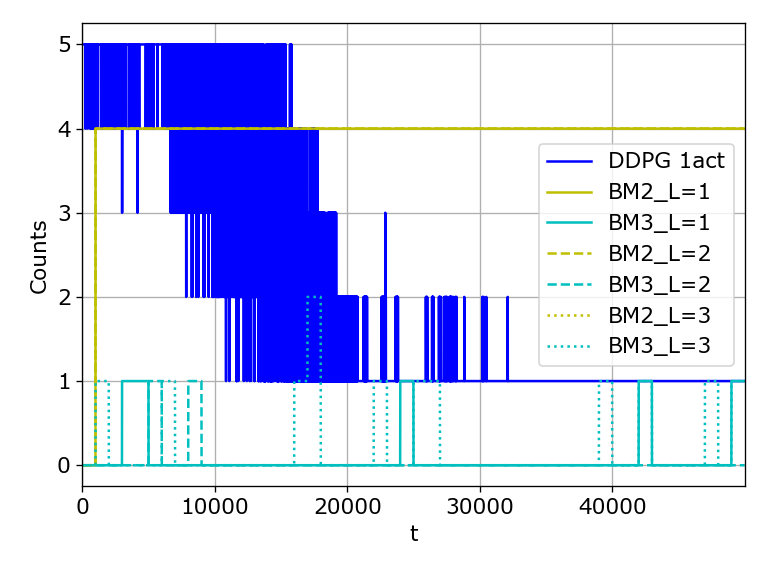 5
4
3
2
1
0
Counts
0 10000 20000 30000 40000
t
DDPG 1act
BM2_L=1
BM3_L=1
BM2_L=2
BM3_L=2
BM2_L=3
BM3_L=3